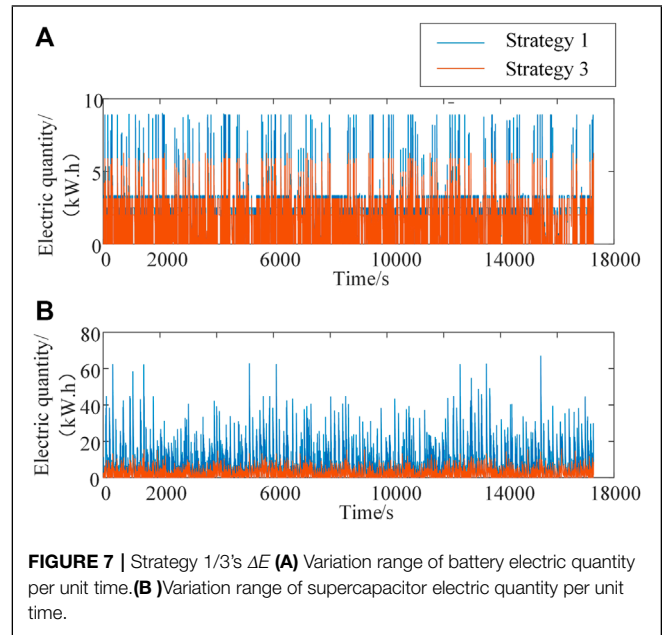 A
Strategy 1
Strategy 3
Electric quantity/
(kW.h)
10
5
0
0 2000 6000 10000 14000 18000
Time/s
B
Electric quantity/
(kW.h)
80
60
40
20
0
0 2000 6000 10000 14000 18000
Time/s
FIGURE 7 | Strategy 1/3's ΔE (A) Variation range of battery electric quantity
per unit time.(B )Variation range of supercapacitor electric quantity per unit
time.